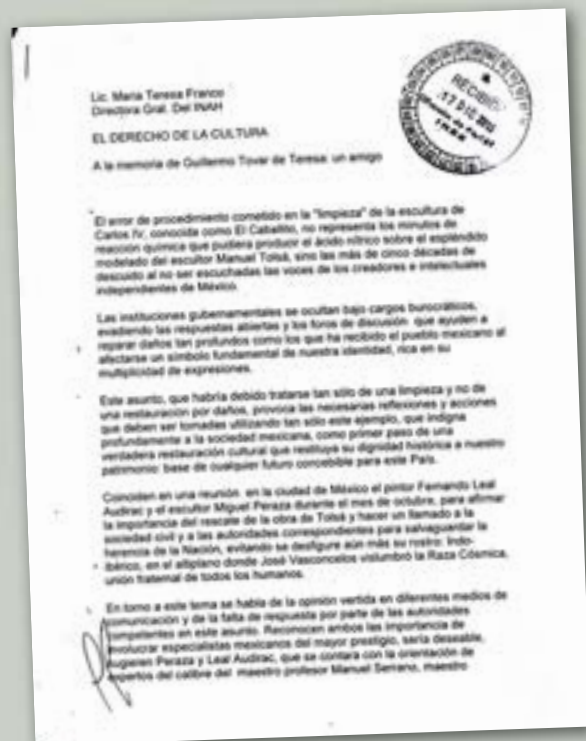 Lic. Maria Teresa Franco
Directora Gral. Del INAH
RECIBIDO
17 DIC 2013
EL DERECHO DE LA CULTURA
A la memoria de Guillermo Tovar de Teresa: un amigo
El error de procedimiento cometido en la "limpieza" de la escultura de
Carlos IV, conocida como El Caballito, no representa los minutos de
reacción química que pudiera producir el ácido nítrico sobre el espléndido
modelado del escultor Manuel Tolsá, sino las más de cinco décadas de
descuido al no ser escuchadas las voces de los creadores e intelectuales
independientes de México.
Las instituciones gubernamentales se ocultan bajo cargos burocráticos,
evadiendo las respuestas abiertas y los foros de discusión que ayuden a
reparar daños tan profundos como los que ha recibido el pueblo mexicano al
afectarse un símbolo fundamental de nuestra identidad, rica en su
multiplicidad de expresiones.
Este asunto, que habría debido tratarse tan sólo de una limpieza y no de
una restauración por daños, provoca las necesarias reflexiones y acciones
que deben ser tomadas utilizando tan sólo este ejemplo, que indigna
profundamente a la sociedad mexicana, como primer paso de una
verdadera restauración cultural que restituya su dignidad histórica a nuestro
patrimonio: base de cualquier futuro concebible para este País.
Coinciden en una reunión en la ciudad de México el pintor Fernando Leal
Audirac y el escultor Miguel Peraza durante el mes de octubre, para afirmar
la importancia del rescate de la obra de Tolsá y hacer un llamado a la
sociedad civil y a las autoridades correspondientes para salvaguardar la
herencia de la Nación, evitando se desfigure aún más su rostro: Indo-
ibérico, en el altiplano donde José Vasconcelos vislumbró la Raza Cósmica,
unión fraternal de todos los humanos.
En torno a este tema se habla de la opinión vertida en diferentes medios de
comunicación y de la falta de respuesta por parte de las autoridades
competentes en este asunto. Reconocen ambos las importancia de
involucrar especialistas mexicanos del mayor prestigio, sería deseable,
sugieren Peraza y Leal Audirac, que se contara con la orientación de
expertos del calibre del maestro profesor Manuel Serrano, maestro